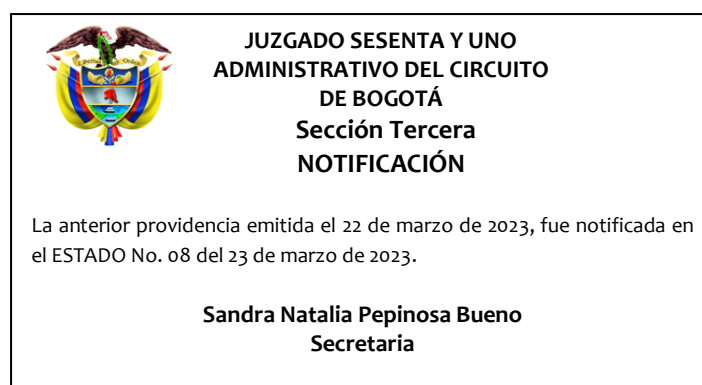 JUZGADO SESENTA Y UNO
ADMINISTRATIVO DEL CIRCUITO
DE BOGOTÁ
Sección Tercera
NOTIFICACIÓN
La anterior providencia emitida el 22 de marzo de 2023, fue notificada en
el ESTADO No. 08 del 23 de marzo de 2023.
Sandra Natalia Pepinosa Bueno
Secretaria